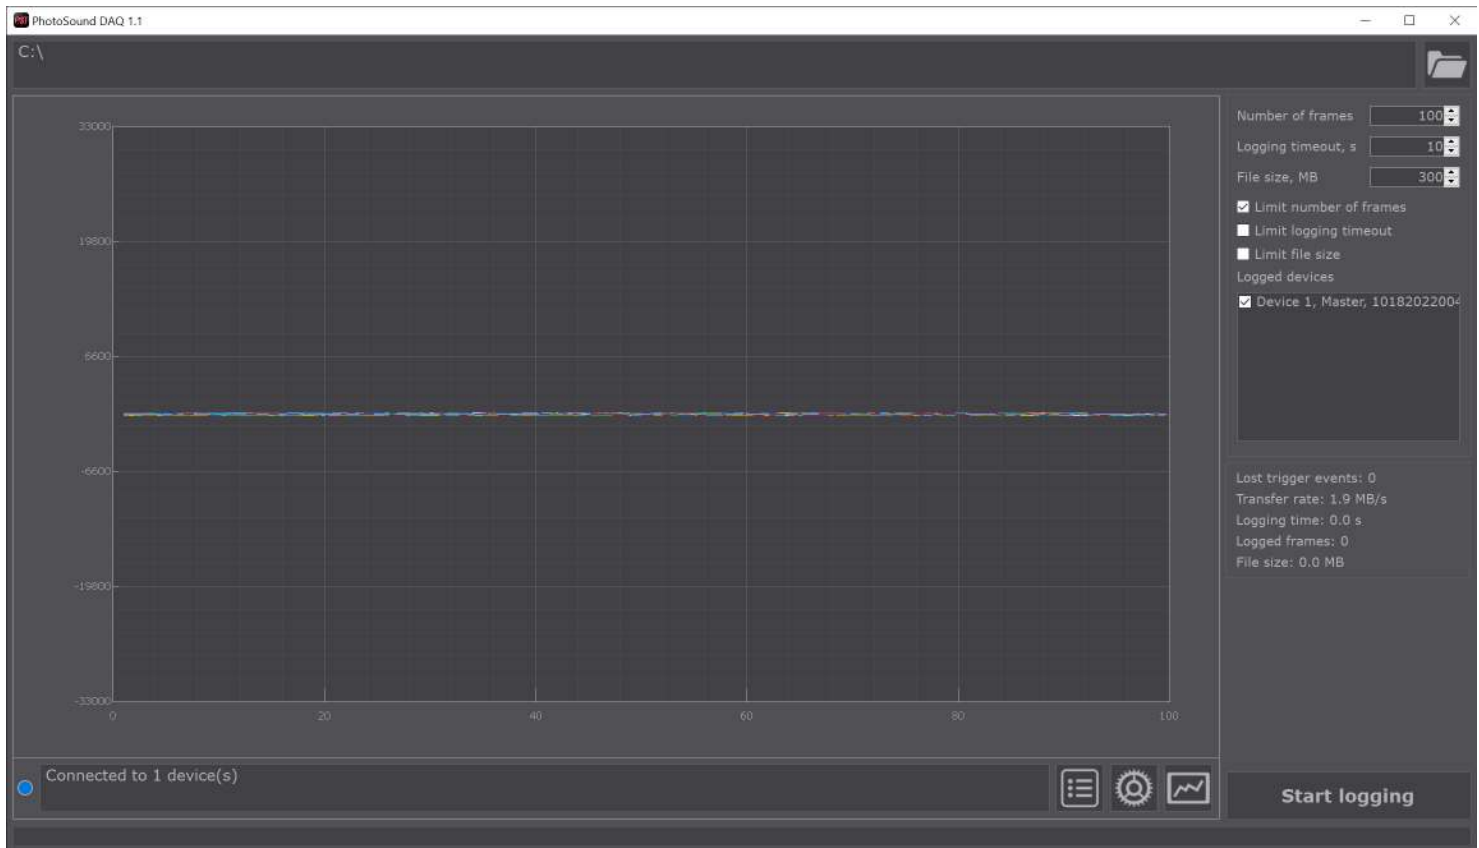 PST PhotoSound DAQ 1.1
C:\
33000
19800
6600
-6600
-19800
-33000
0 20 40 60 80 100
Number of frames 100
Logging timeout, s 10
File size, MB 300
Limit number of frames
Limit logging timeout
Limit file size
Logged devices
Device 1, Master, 10182022004
Lost trigger events: 0
Transfer rate: 1.9 MB/s
Logging time: 0.0 s
Logged frames: 0
File size: 0.0 MB
Connected to 1 device(s)
Start logging